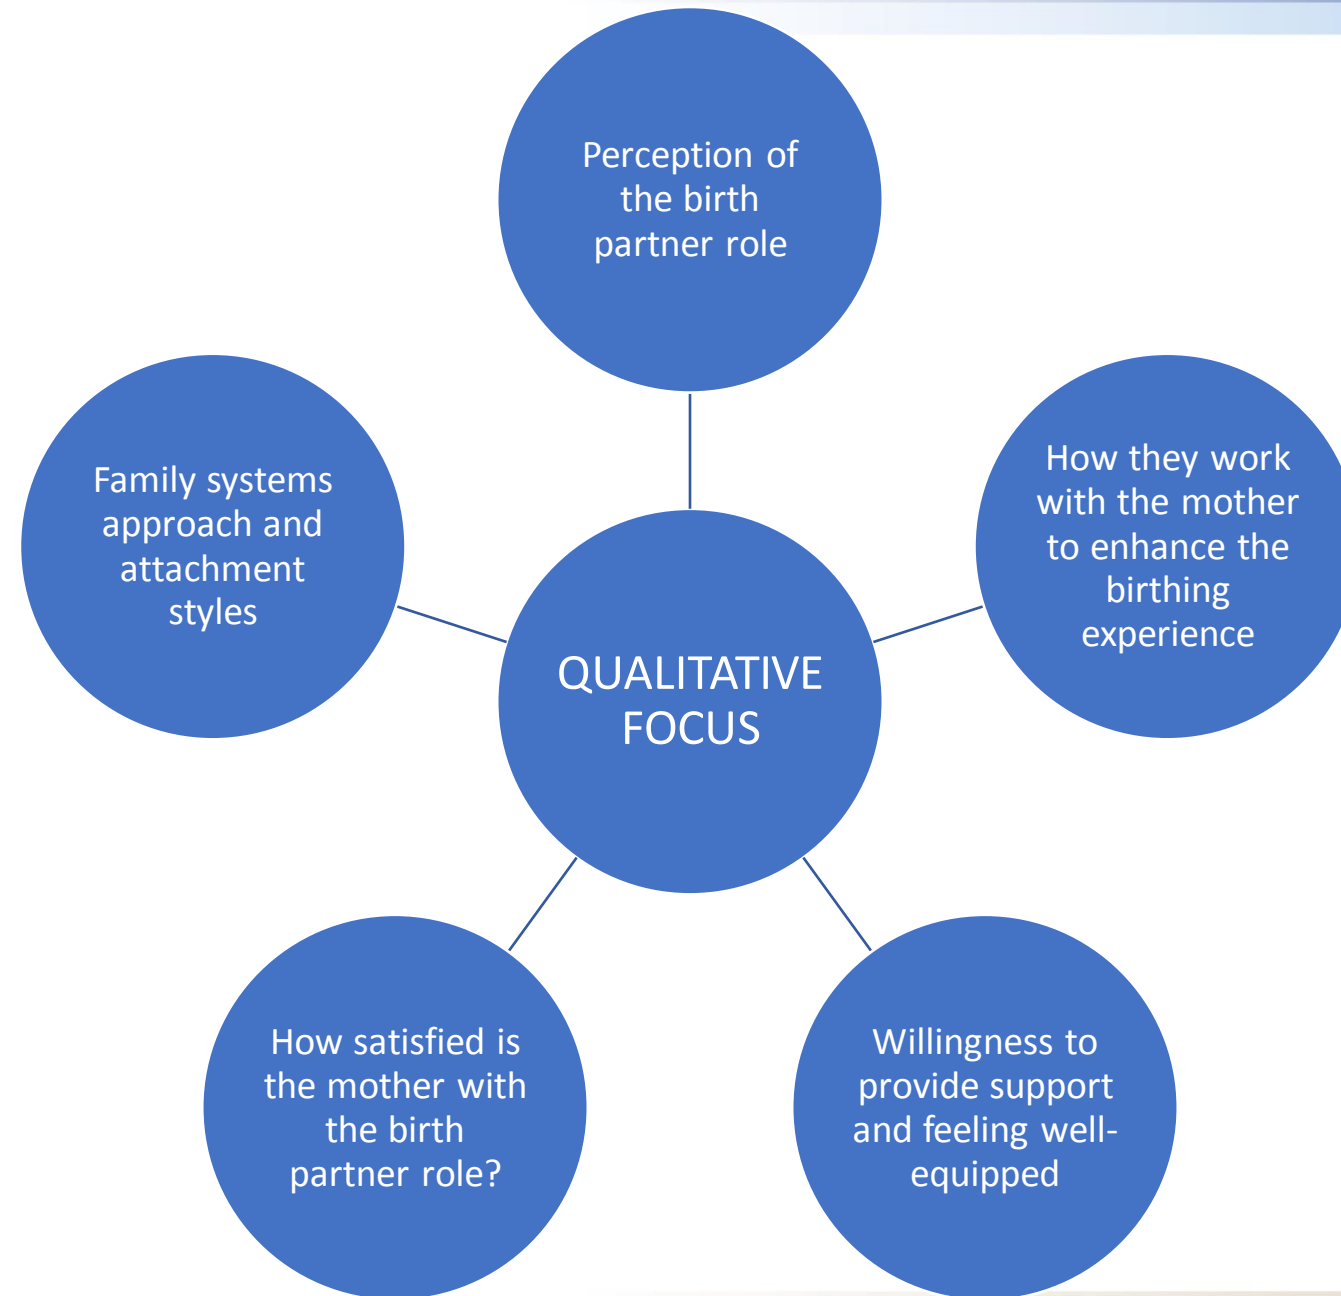 Perception of
the birth
partner role
How they work
with the mother
to enhance the
birthing
experience
Family systems
approach and
attachment
styles
QUALITATIVE
FOCUS
How satisfied is
the mother with
the birth
partner role?
Willingness to
provide support
and feeling well-
equipped